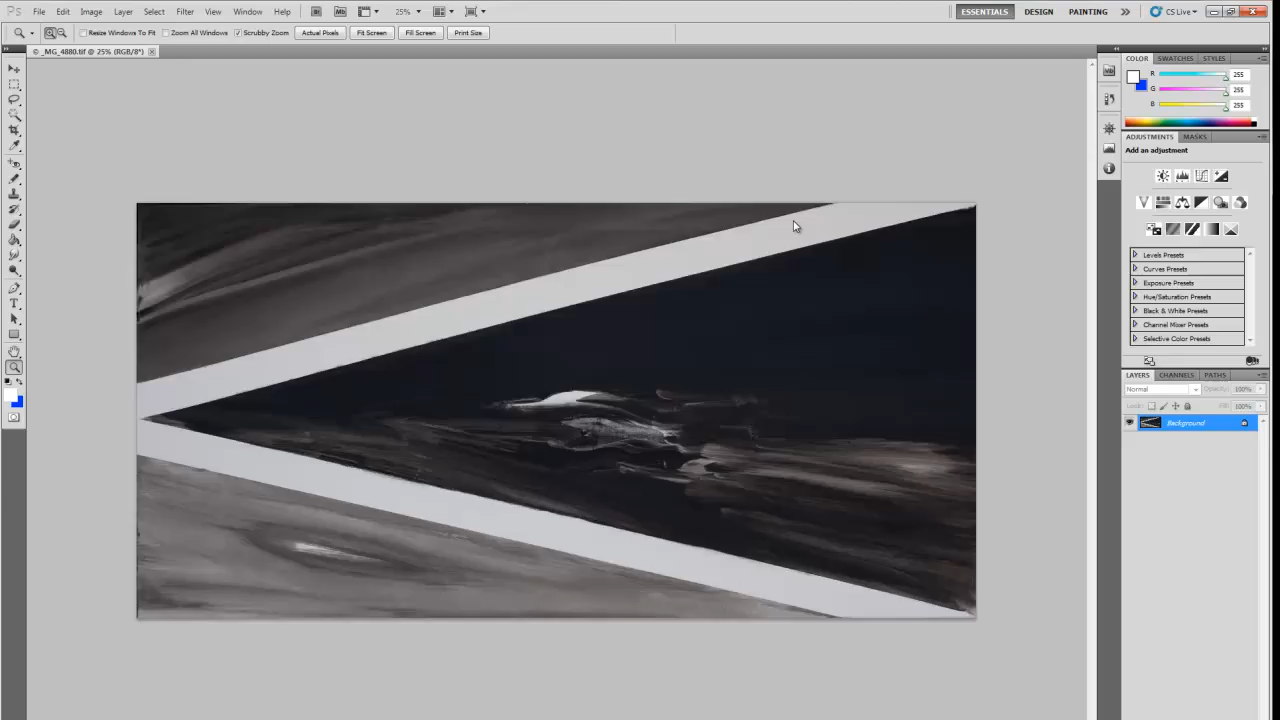 Ps File Edit Image Layer Select Filter View Window Help Br Mb 25% ESSENTIALS DESIGN PAINTING CS Live
Resize Windows To Fit Zoom All Windows Scrubby Zoom Actual Pixels Fit Screen Fill Screen Print Size
© _MG_4880.tif @ 25% (RGB/8*)
COLOR SWATCHES STYLES
R 255
G 255
B 255
ADJUSTMENTS MASKS
Add an adjustment
Levels Presets
Curves Presets
Exposure Presets
Hue/Saturation Presets
Black & White Presets
Channel Mixer Presets
Selective Color Presets
LAYERS CHANNELS PATHS
Normal Opacity: 100%
Lock: Fill: 100%
Background